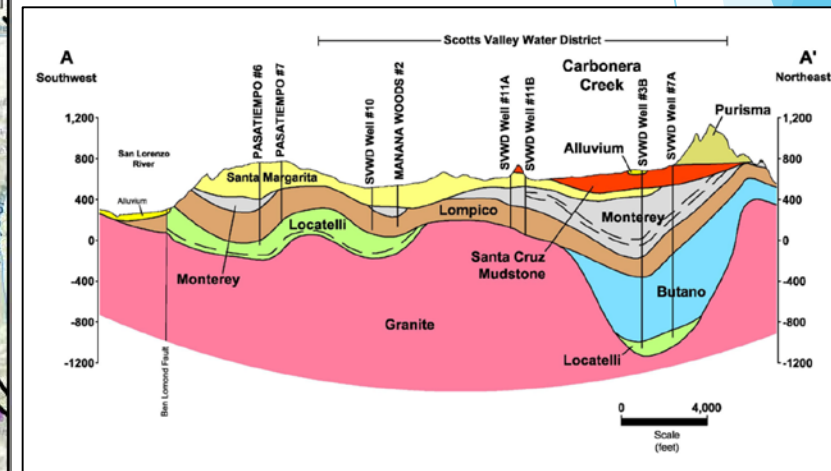 Scotts Valley Water District
A
Southwest
A'
Northeast
Carbonera
Creek
PASATIEMPO #6
PASATIEMPO #7
SVWD Well #10
MANANA WOODS #2
SVWD Well #11A
SVWD Well #11B
SVWD Well #3B
SVWD Well #7A
Purisma
1,200
800
400
0
-400
-800
-1200
1,200
800
400
0
-400
-800
-1200
San Lorenzo
River
Alluvium
Alluvium
Santa Margarita
Monterey
Locatelli
Lompico
Monterey
Santa Cruz
Mudstone
Butano
Granite
Locatelli
Ben Lomond Fault
0 4,000
Scale
(feet)